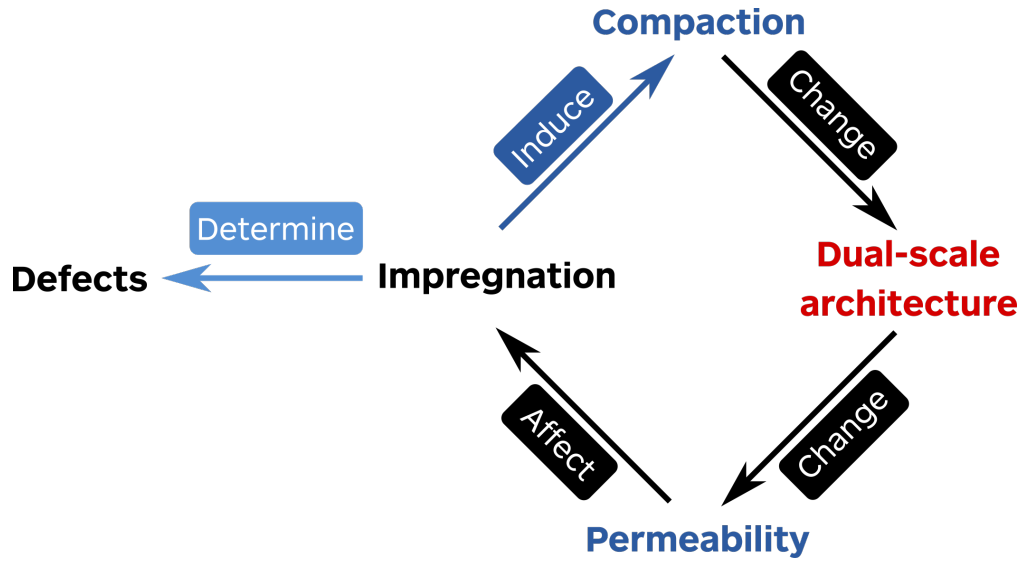 Compaction
Induce
Change
Determine
Defects
Impregnation
Dual-scale
architecture
Affect
Change
Permeability